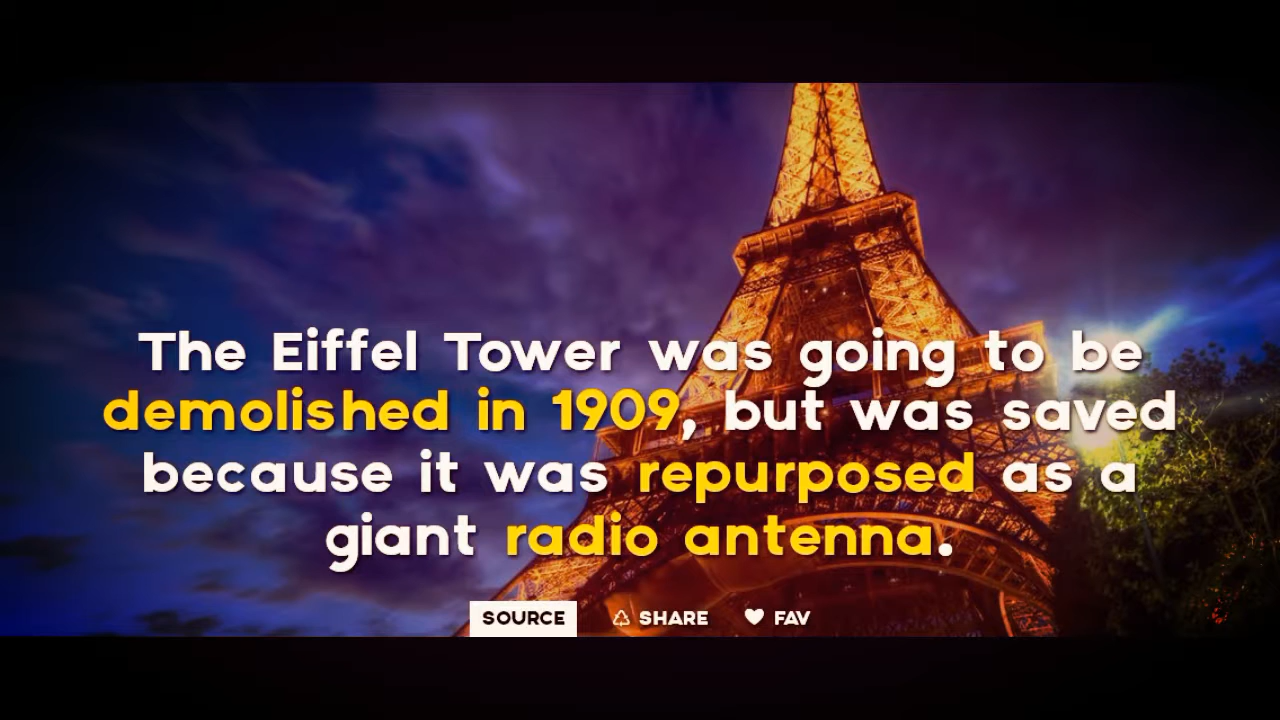 The Eiffel Tower was going to be
demolished in 1909, but was saved
because it was repurposed as a
giant radio antenna.
SOURCE SHARE FAV